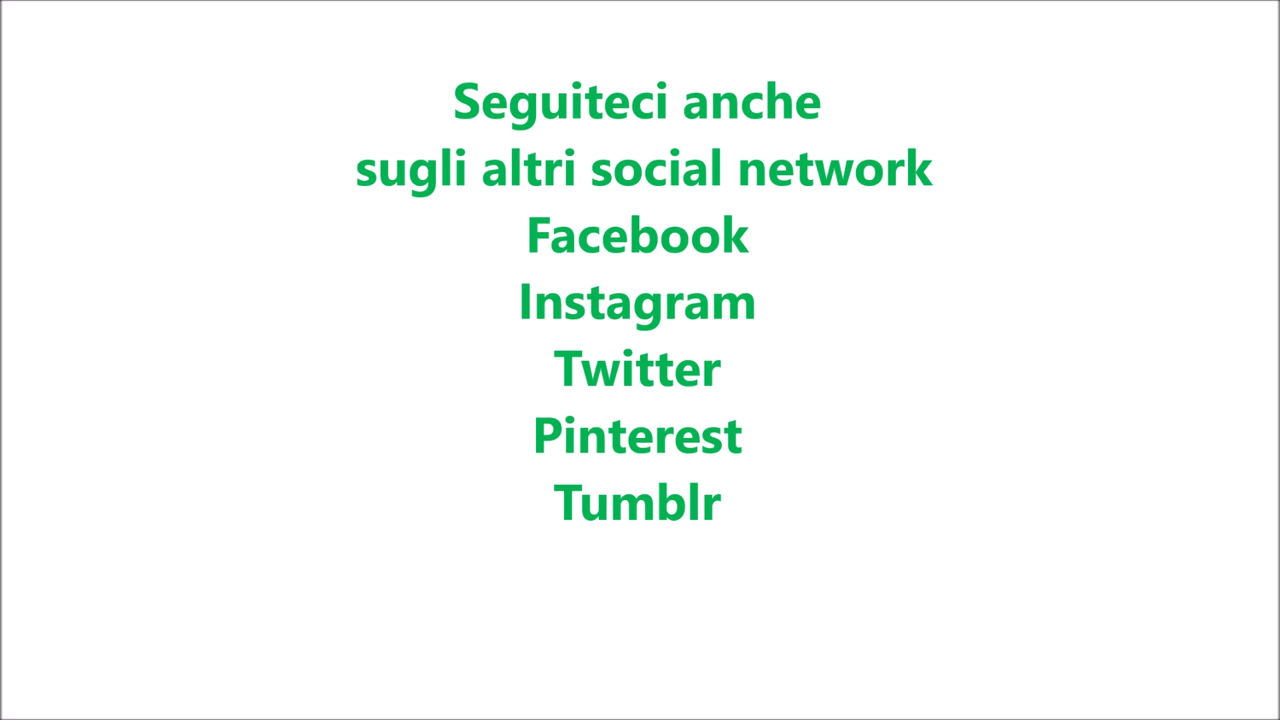 Seguiteci anche
sugli altri social network
Facebook
Instagram
Twitter
Pinterest
Tumblr